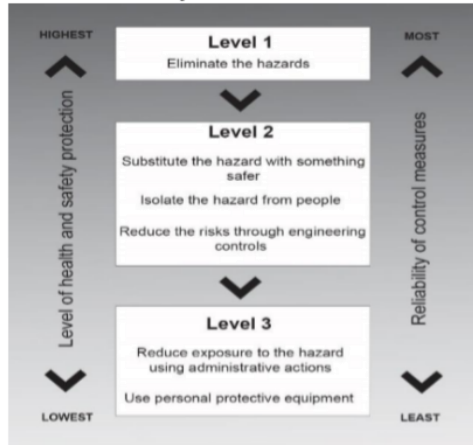 HIGHEST
Level 1
MOST
Eliminate the hazards
Level of health and safety protection
Reliability of control measures
Level 2
Substitute the hazard with something
safer
Isolate the hazard from people
Reduce the risks through engineering
controls
Level 3
Reduce exposure to the hazard
using administrative actions
Use personal protective equipment
LOWEST
LEAST